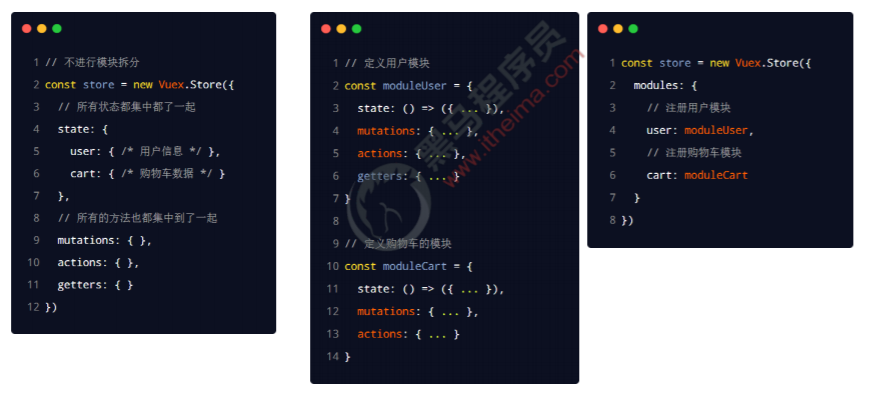 1 // 不进行模块拆分
2 const store = new Vuex.Store({
3 // 所有状态都集中都了一起
4 state: {
5 user: { /* 用户信息 */ },
6 cart: { /* 购物车数据 */ }
7 },
8 // 所有的方法也都集中到了一起
9 mutations: { },
10 actions: { },
11 getters: { }
12 })
1 // 定义用户模块
2 const moduleUser = {
3 state: () => ({ ... }),
4 mutations: { ... },
5 actions: { ... },
6 getters: { ... }
7 }
8
9 // 定义购物车的模块
10 const moduleCart = {
11 state: () => ({ ... }),
12 mutations: { ... },
13 actions: { ... }
14 }
黑马程序员
www.itheima.com
1 const store = new Vuex.Store({
2 modules: {
3 // 注册用户模块
4 user: moduleUser,
5 // 注册购物车模块
6 cart: moduleCart
7 }
8 })